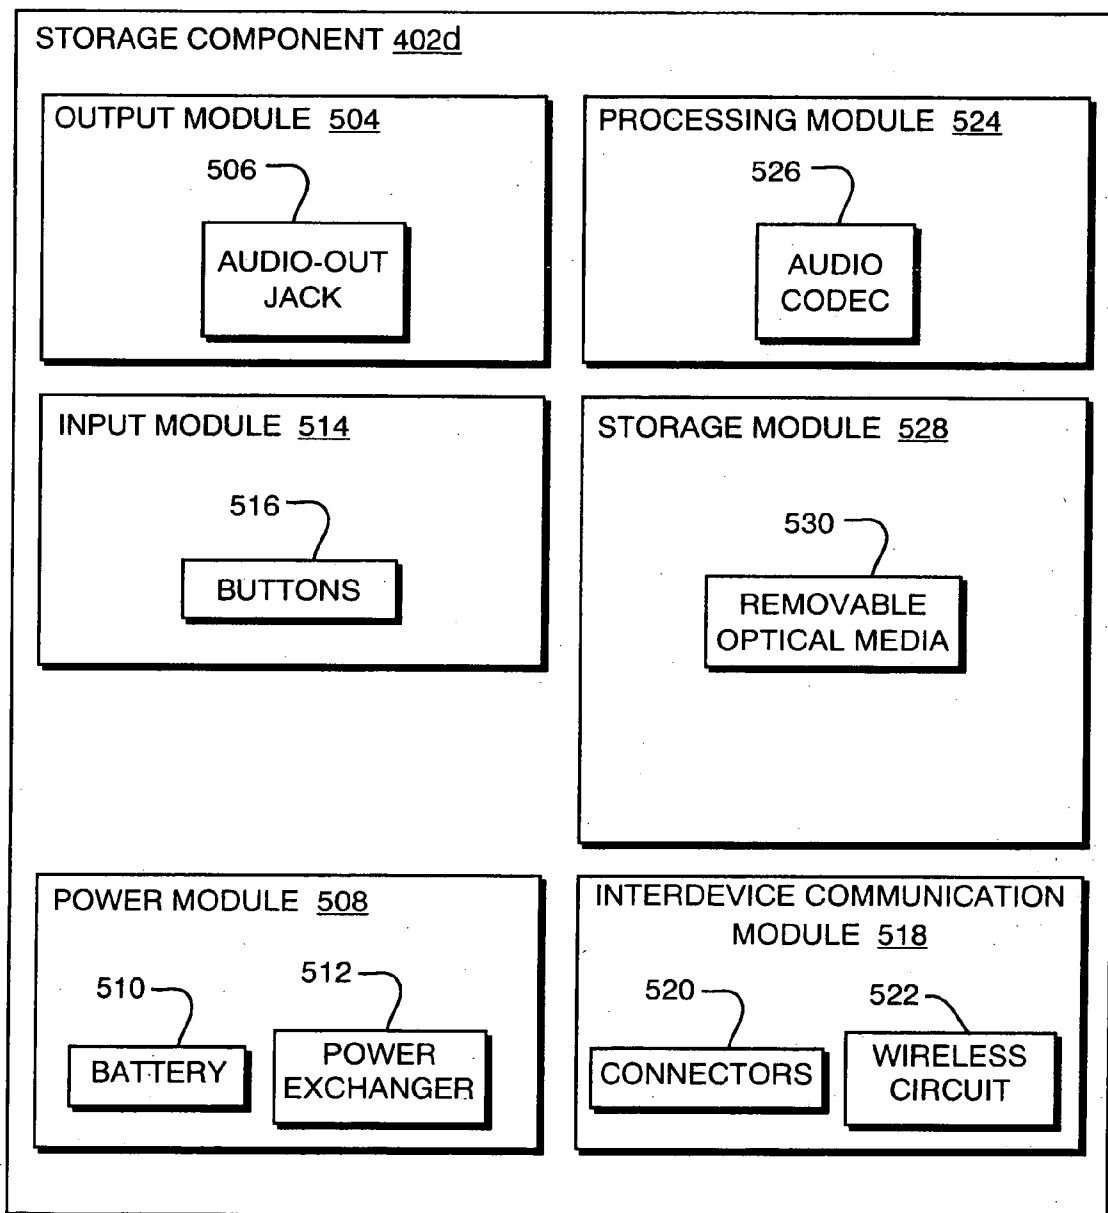 STORAGE COMPONENT 402d
OUTPUT MODULE 504
506
AUDIO-OUT
JACK
PROCESSING MODULE 524
526
AUDIO
CODEC
INPUT MODULE 514
516
BUTTONS
STORAGE MODULE 528
530
REMOVABLE
OPTICAL MEDIA
POWER MODULE 508
510
BATTERY
512
POWER
EXCHANGER
INTERDEVICE COMMUNICATION
MODULE 518
520
CONNECTORS
522
WIRELESS
CIRCUIT